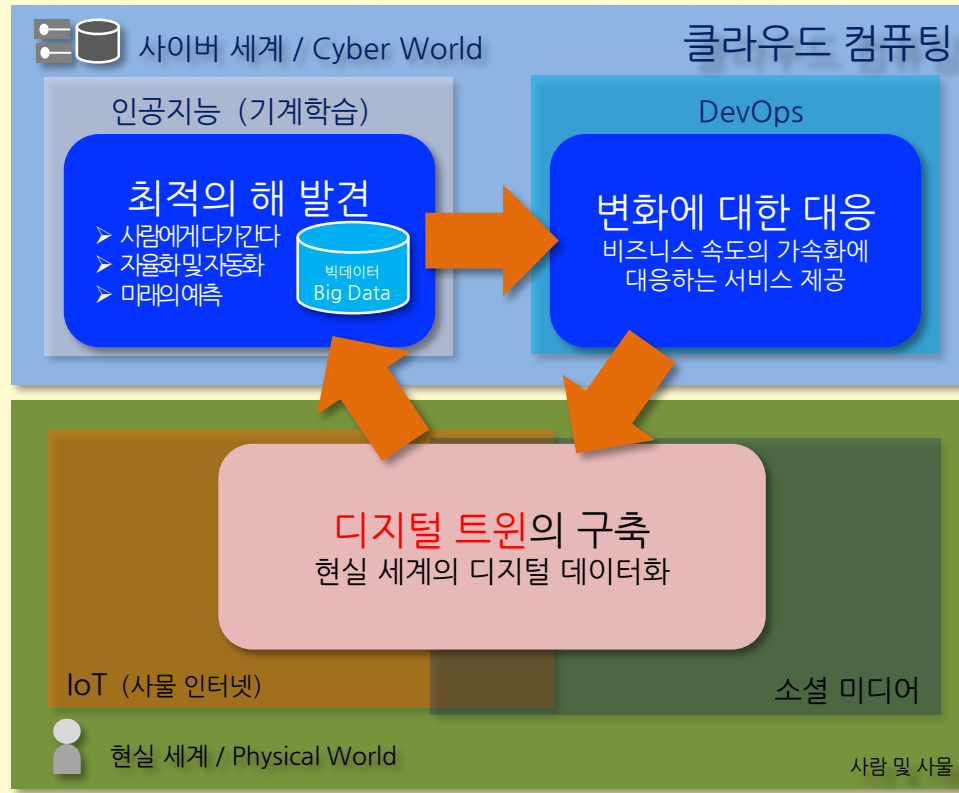 사이버 세계 / Cyber World
클라우드 컴퓨팅
인공지능 (기계학습)
DevOps
최적의 해 발견
➢ 사람에게 다가간다
➢ 자율화 및 자동화
➢ 미래의 예측
빅데이터
Big Data
변화에 대한 대응
비즈니스 속도의 가속화에
대응하는 서비스 제공
디지털 트윈의 구축
현실 세계의 디지털 데이터화
IoT (사물 인터넷)
소셜 미디어
현실 세계 / Physical World
사람 및 사물